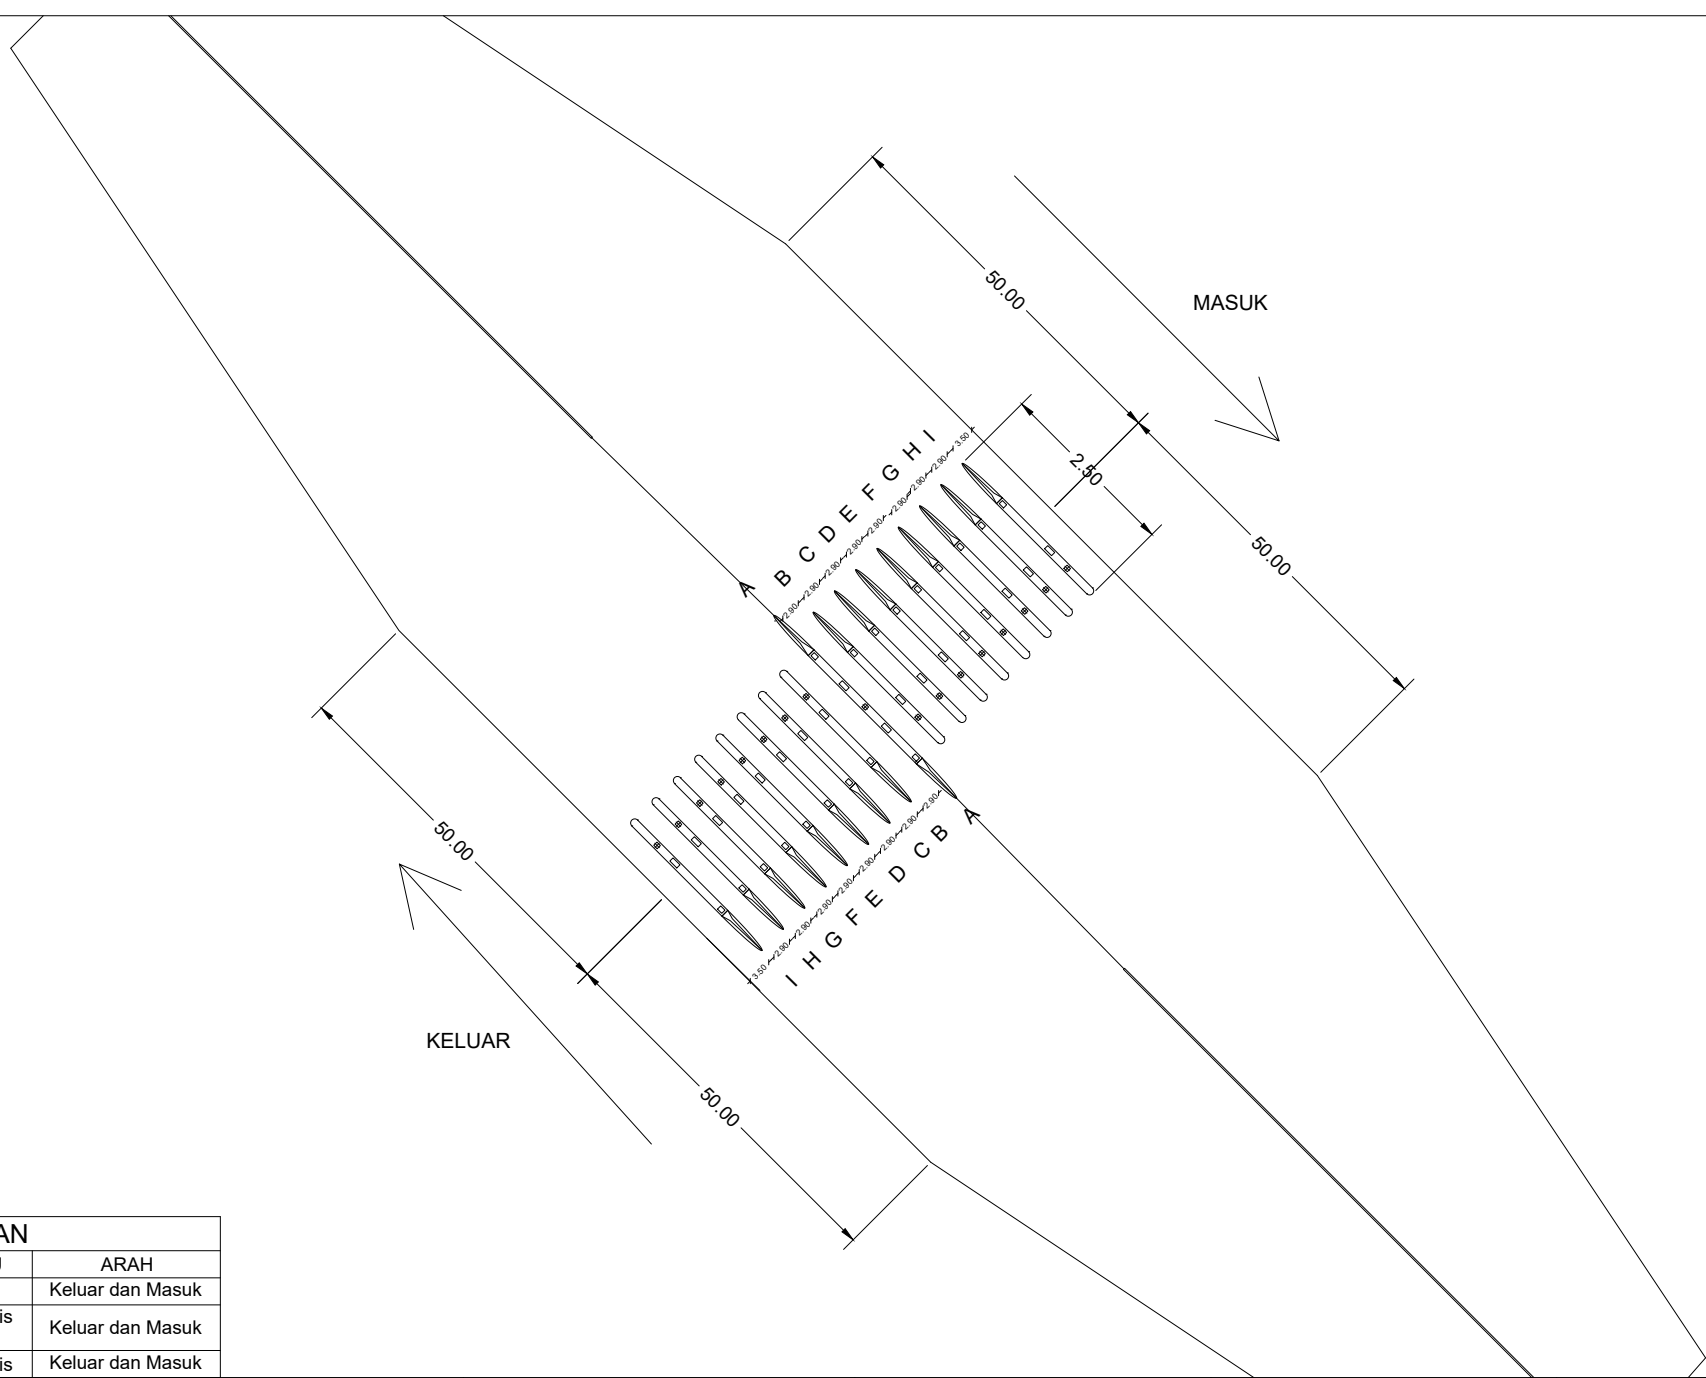 50.00
MASUK
50.00
2.50
A B C D E F G H I
2.90 2.90 2.90 2.90 2.90 2.90 2.90 2.90 3.50
50.00
KELUAR
50.00
3.50 2.90 2.90 2.90 2.90 2.90 2.90 2.90 2.90
I H G F E D C B A
AN
ARAH
Keluar dan Masuk
is
Keluar dan Masuk
is
Keluar dan Masuk